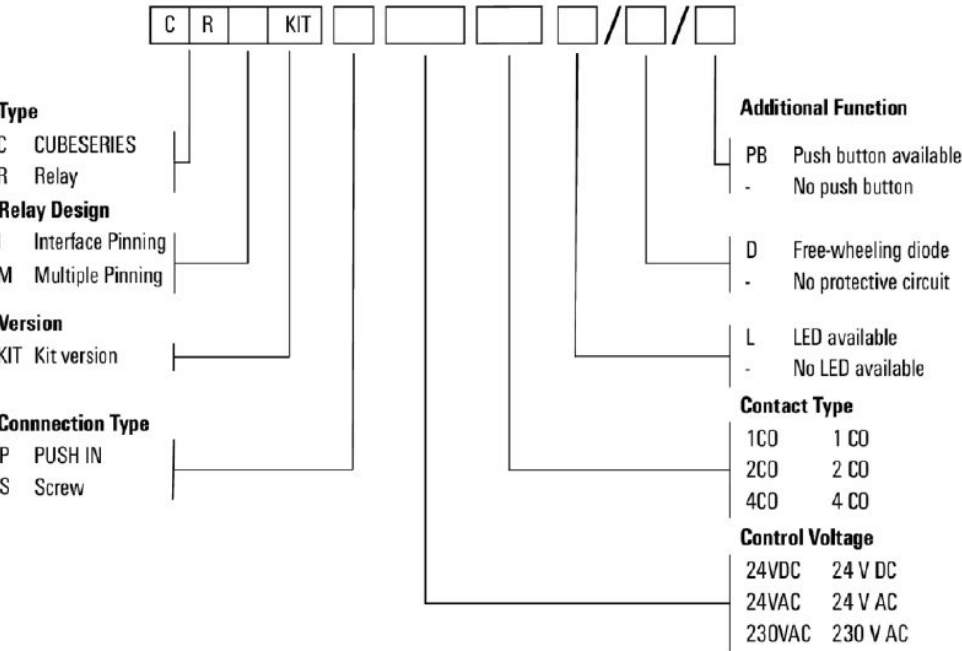 C R KIT / /
Type
C CUBESERIES
R Relay
Relay Design
I Interface Pinning
M Multiple Pinning
Version
KIT Kit version
Connnection Type
P PUSH IN
S Screw
Additional Function
PB Push button available
- No push button
D Free-wheeling diode
- No protective circuit
L LED available
- No LED available
Contact Type
1CO 1 CO
2CO 2 CO
4CO 4 CO
Control Voltage
24VDC 24 V DC
24VAC 24 V AC
230VAC 230 V AC